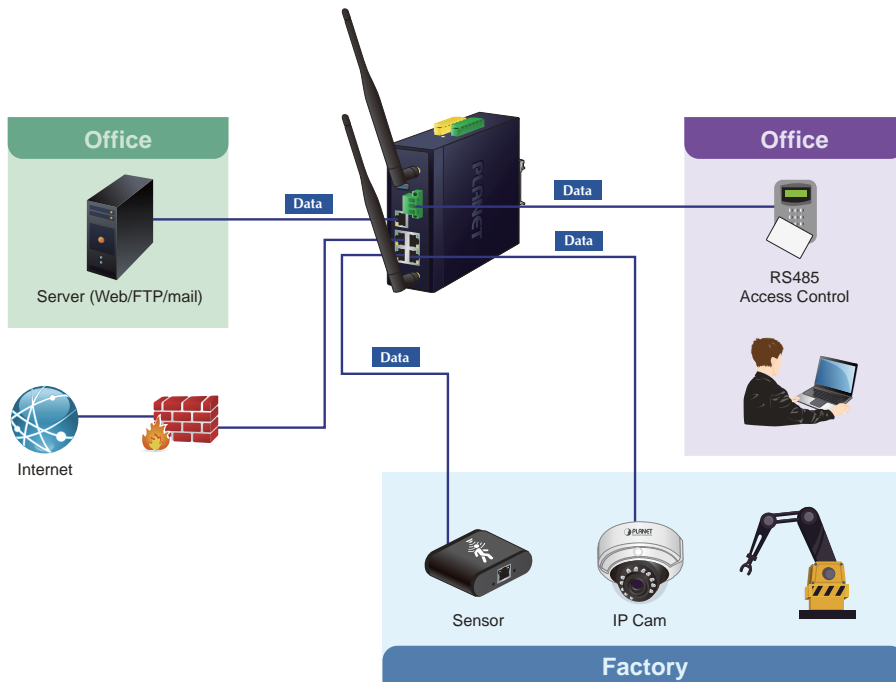 Office
Office
PLANET
Data
Data
Data
Server (Web/FTP/mail)
RS485
Access Control
Data
Internet
PLANET
Sensor
IP Cam
Factory